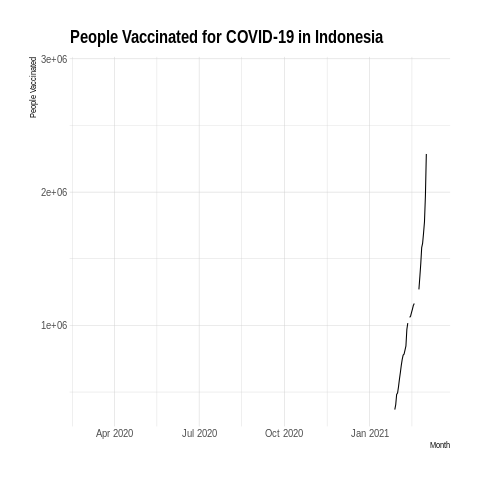 People Vaccinated for COVID-19 in Indonesia
People Vaccinated
3e+06
2e+06
1e+06
Apr 2020
Jul 2020
Oct 2020
Jan 2021
Month